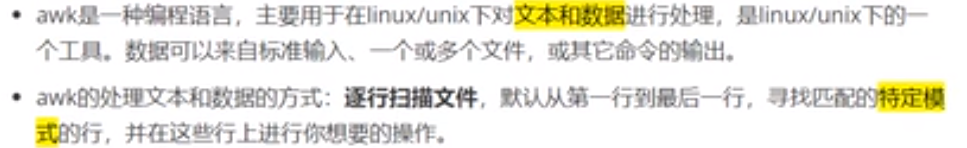 • awk是一种编程语言，主要用于在linux/unix下对文本和数据进行处理，是linux/unix下的一
个工具。数据可以来自标准输入、一个或多个文件，或其它命令的输出。
• awk的处理文本和数据的方式：逐行扫描文件，默认从第一行到最后一行，寻找匹配的特定模
式的行，并在这些行上进行你想要的操作。